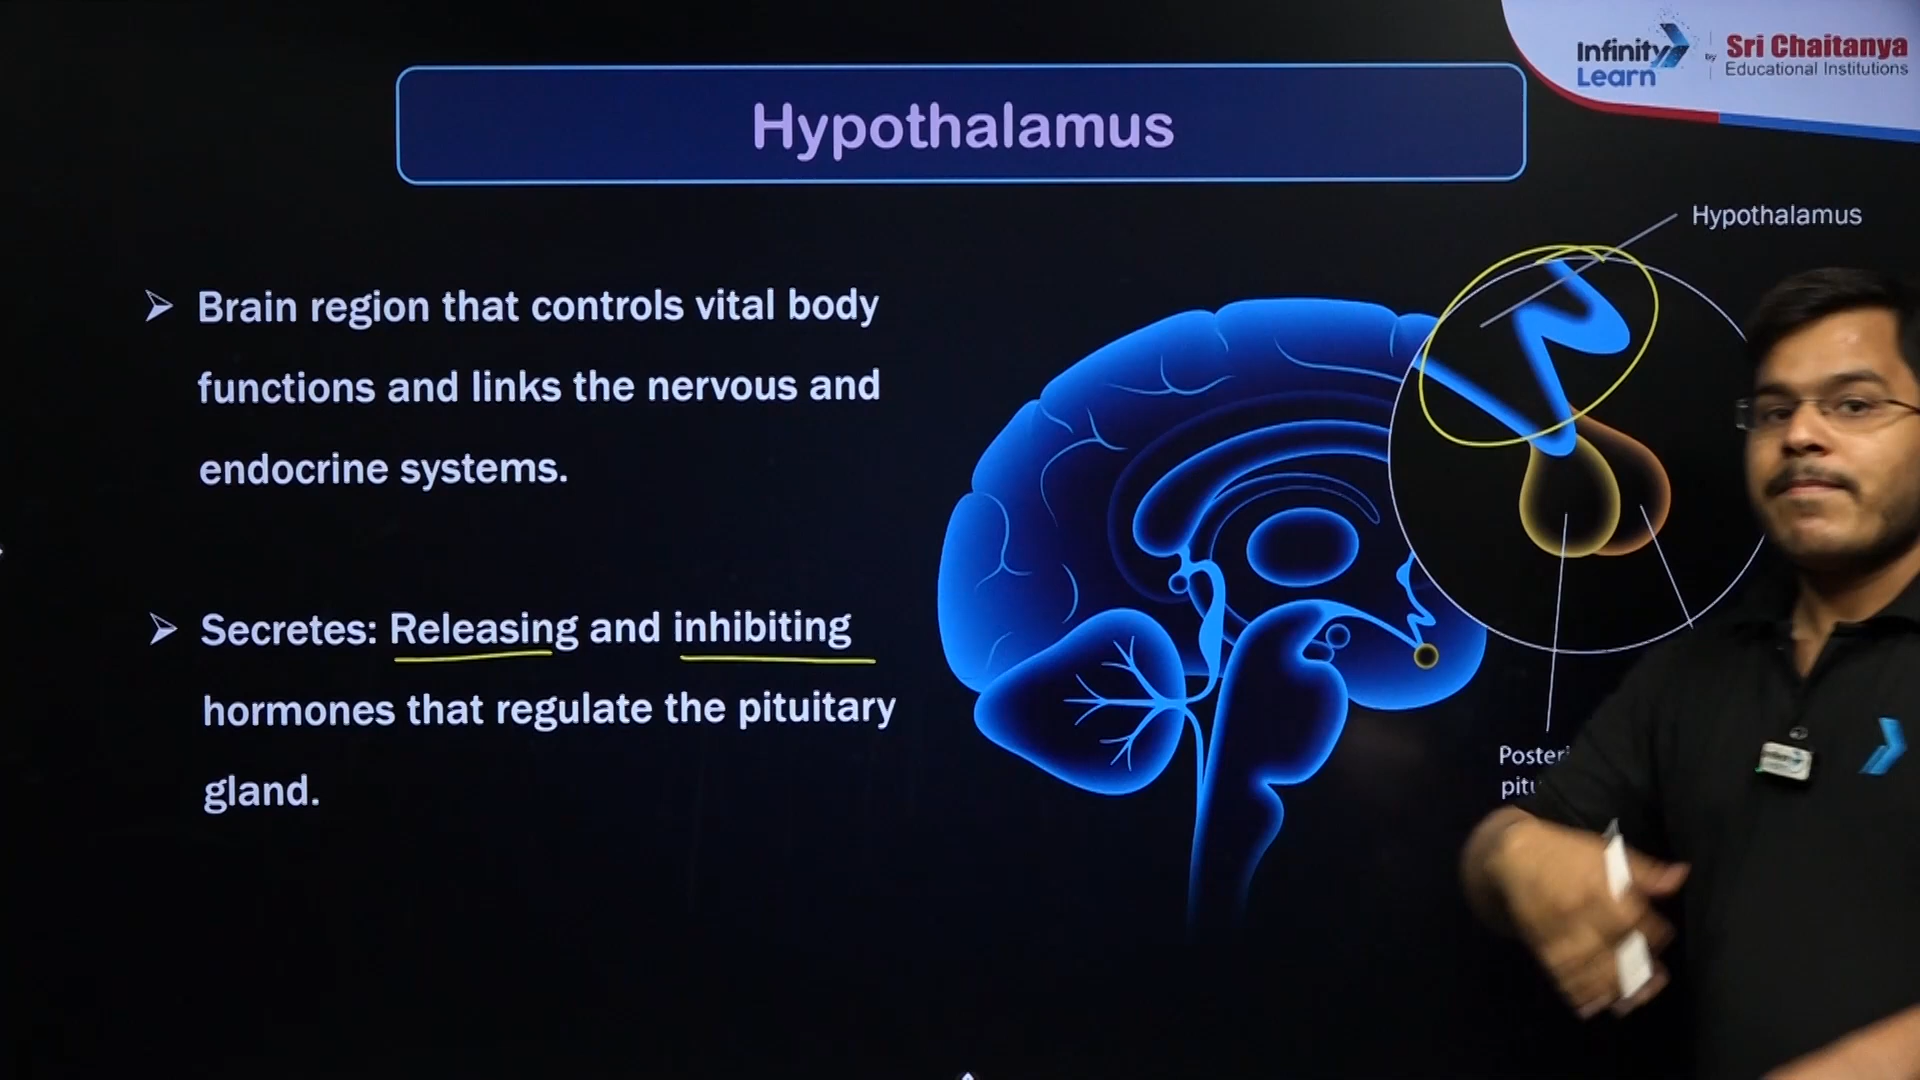 Infinity Learn
by
Sri Chaitanya
Educational Institutions
Hypothalamus
Hypothalamus
Brain region that controls vital body
functions and links the nervous and
endocrine systems.
Secretes: Releasing and inhibiting
hormones that regulate the pituitary
gland.